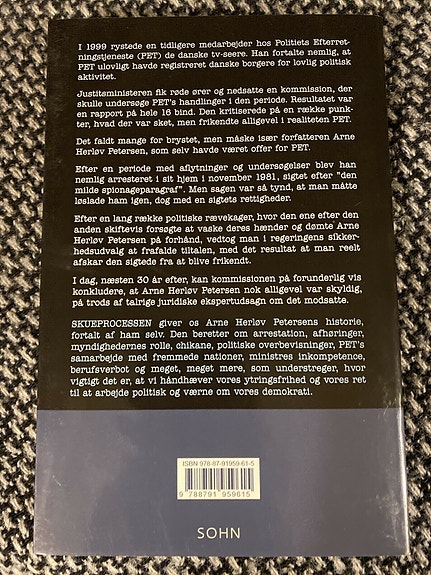 I 1999 rystede en tidligere medarbejder hos Politiets Efterret-
ningstjeneste (PET) de danske tv-seere. Han fortalte nemlig, at
PET ulovligt havde registreret danske borgere for lovlig politisk
aktivitet.
Justitsministeren fik røde ører og nedsatte en kommission, der
skulle undersøge PET's handlinger i den periode. Resultatet var
en rapport på hele 16 bind. Den kritiserede på en række punk-
ter, hvad der var sket, men frikendte alligevel i realiteten PET.
Det faldt mange for brystet, men måske især forfatteren Arne
Herløv Petersen, som selv havde været offer for PET.
Efter en periode med aflytninger og undersøgelser blev han
nemlig arresteret i sit hjem i november 1981, sigtet efter "den
milde spionageparagraf". Men sagen var så tynd, at man måtte
løslade ham igen, dog med en sigtets rettigheder.
Efter en lang række politiske rævekager, hvor den ene efter den
anden skiftevis forsøgte at vaske deres hænder og dømte Arne
Herløv Petersen på forhånd, vedtog man i regeringens sikker-
hedsudvalg at frafalde tiltalen, med det resultat at man reelt
afskar den sigtede fra at blive frikendt.
I dag, næsten 30 år efter, kan kommissionen på forunderlig vis
konkludere, at Arne Herløv Petersen nok alligevel var skyldig,
på trods af talrige juridiske ekspertudsagn om det modsatte.
SKUEPROCESSEN giver os Arne Herløv Petersens historie,
fortalt af ham selv. Den beretter om arrestation, afhøringer,
myndighedernes rolle, chikane, politiske overbevisninger, PET's
samarbejde med fremmede nationer, ministres inkompetence,
berufsverbot og meget, meget mere, som understreger, hvor
vigtigt det er, at vi håndhæver vores ytringsfrihed og vores ret
til at arbejde politisk og værne om vores demokrati.
ISBN 978-87-91959-61-5
9 788791 959615
SOHN